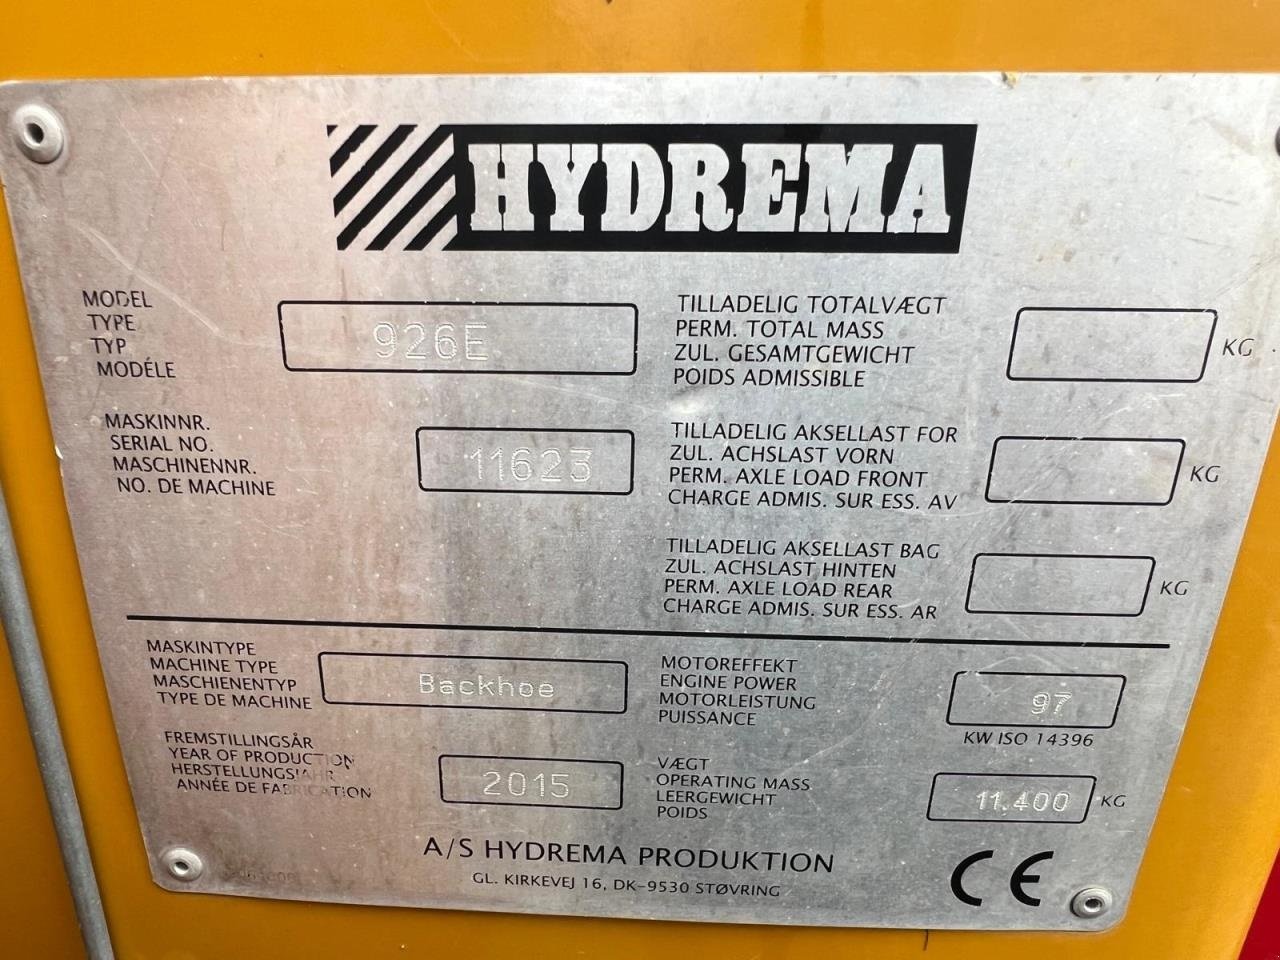 HYDREMA
MODEL
TYPE
TYP
MODÉLE
926E
TILLADELIG TOTALVÆGT
PERM. TOTAL MASS
ZUL. GESAMTGEWICHT
POIDS ADMISSIBLE
KG
MASKINNR.
SERIAL NO.
MASCHINENNR.
NO. DE MACHINE
11623
TILLADELIG AKSELLAST FOR
ZUL. ACHSLAST VORN
PERM. AXLE LOAD FRONT
CHARGE ADMIS. SUR ESS. AV
KG
TILLADELIG AKSELLAST BAG
ZUL. ACHSLAST HINTEN
PERM. AXLE LOAD REAR
CHARGE ADMIS. SUR ESS. AR
KG
MASKINTYPE
MACHINE TYPE
MASCHIENENTYP
TYPE DE MACHINE
Backhoe
MOTOREFFEKT
ENGINE POWER
MOTORLEISTUNG
PUISSANCE
97
KW ISO 14396
FREMSTILLINGSÅR
YEAR OF PRODUCTION
HERSTELLUNGSJAHR
ANNÉE DE FABRICATION
2015
VÆGT
OPERATING MASS
LEERGEWICHT
POIDS
11.400
KG
A/S HYDREMA PRODUKTION
GL. KIRKEVEJ 16, DK-9530 STØVRING
CE